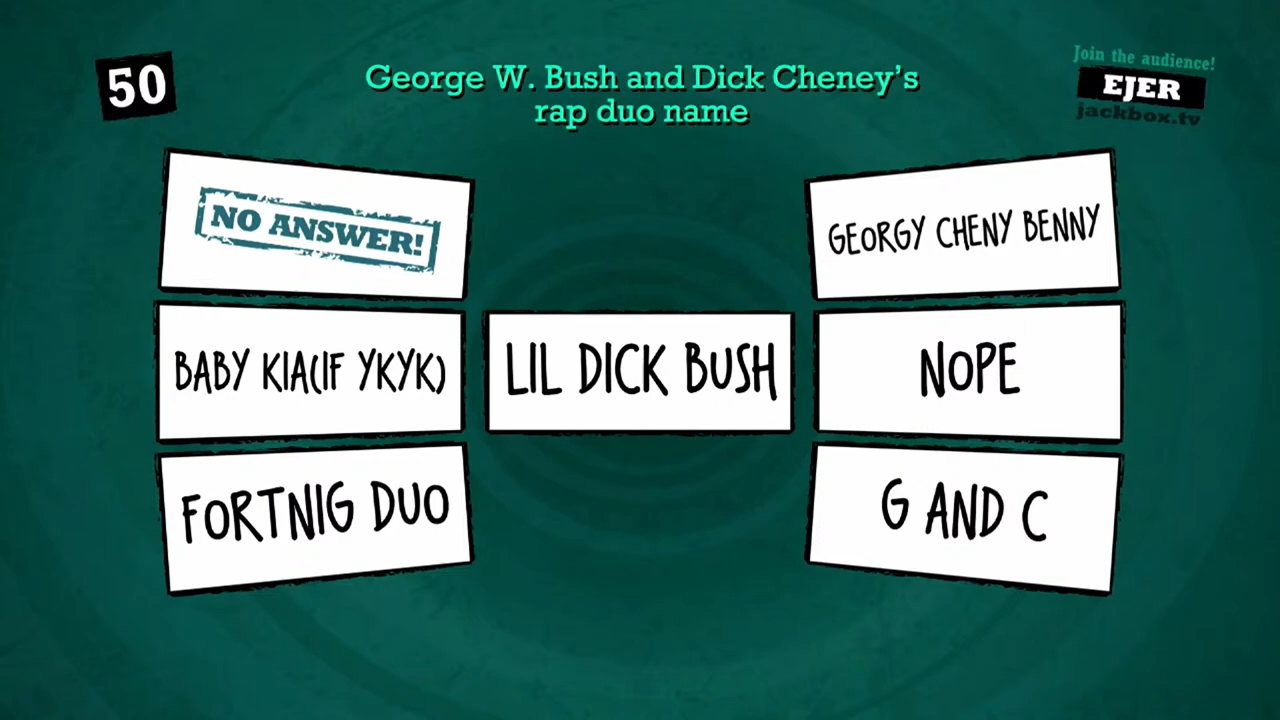 50
George W. Bush and Dick Cheney's
rap duo name
Join the audience!
EJER
jackbox.tv
NO ANSWER!
GEORGY CHENY BENNY
BABY KIA(IF YKYK)
LIL DICK BUSH
NOPE
FORTNIG DUO
G AND C